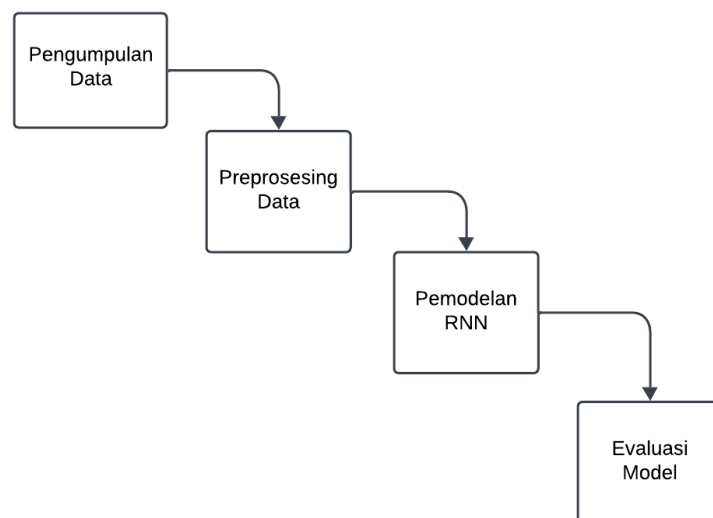 Pengumpulan
Data
Preprosesing
Data
Pemodelan
RNN
Evaluasi
Model